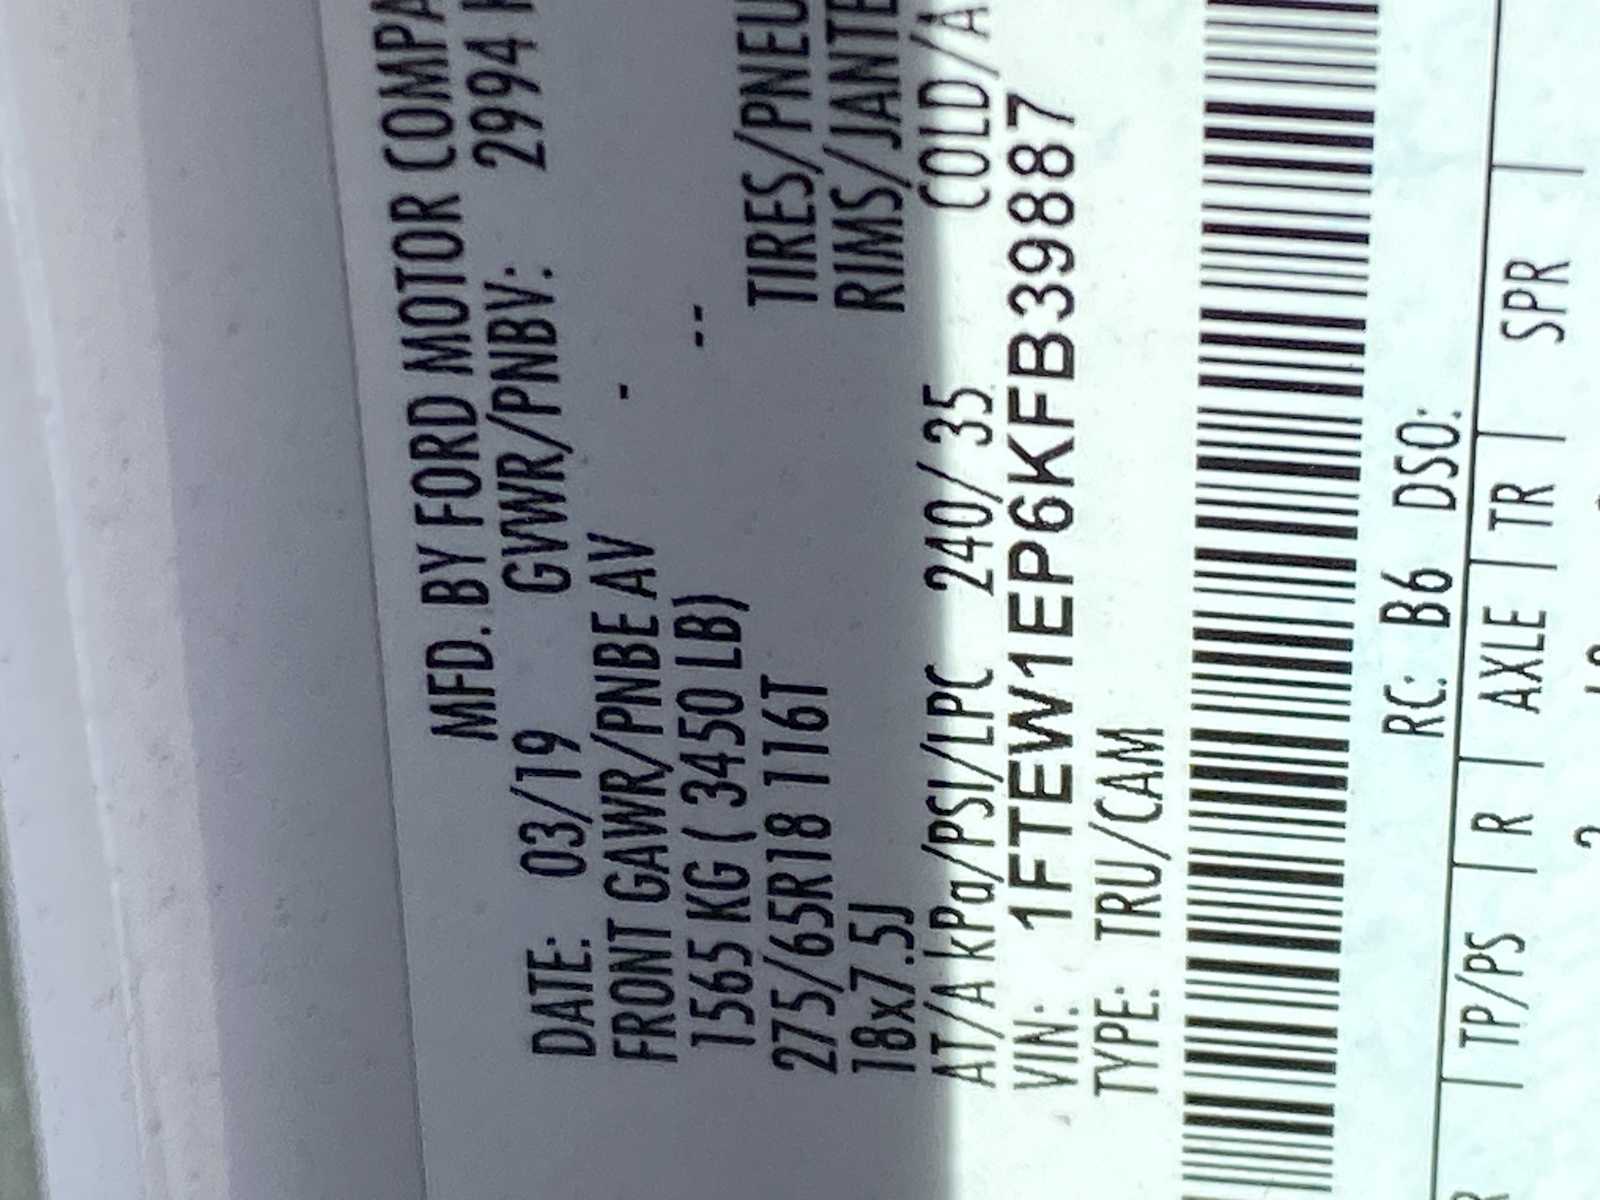 MFD. BY FORD MOTOR COMPA
DATE: 03/19 GVWR/PNBV: 2994
FRONT GAWR/PNBE AV -
1565 KG ( 3450 LB) --
275/65R18 116T TIRES/PNEU
18x7.5J RIMS/JANTE
AT/A kPa/PSI/LPC 240/ 35 COLD/A
VIN: 1FTEW1EP6KFB39887
TYPE: TRU/CAM
RC: B6 DSO:
TP/PS | R | AXLE | TR | SPR